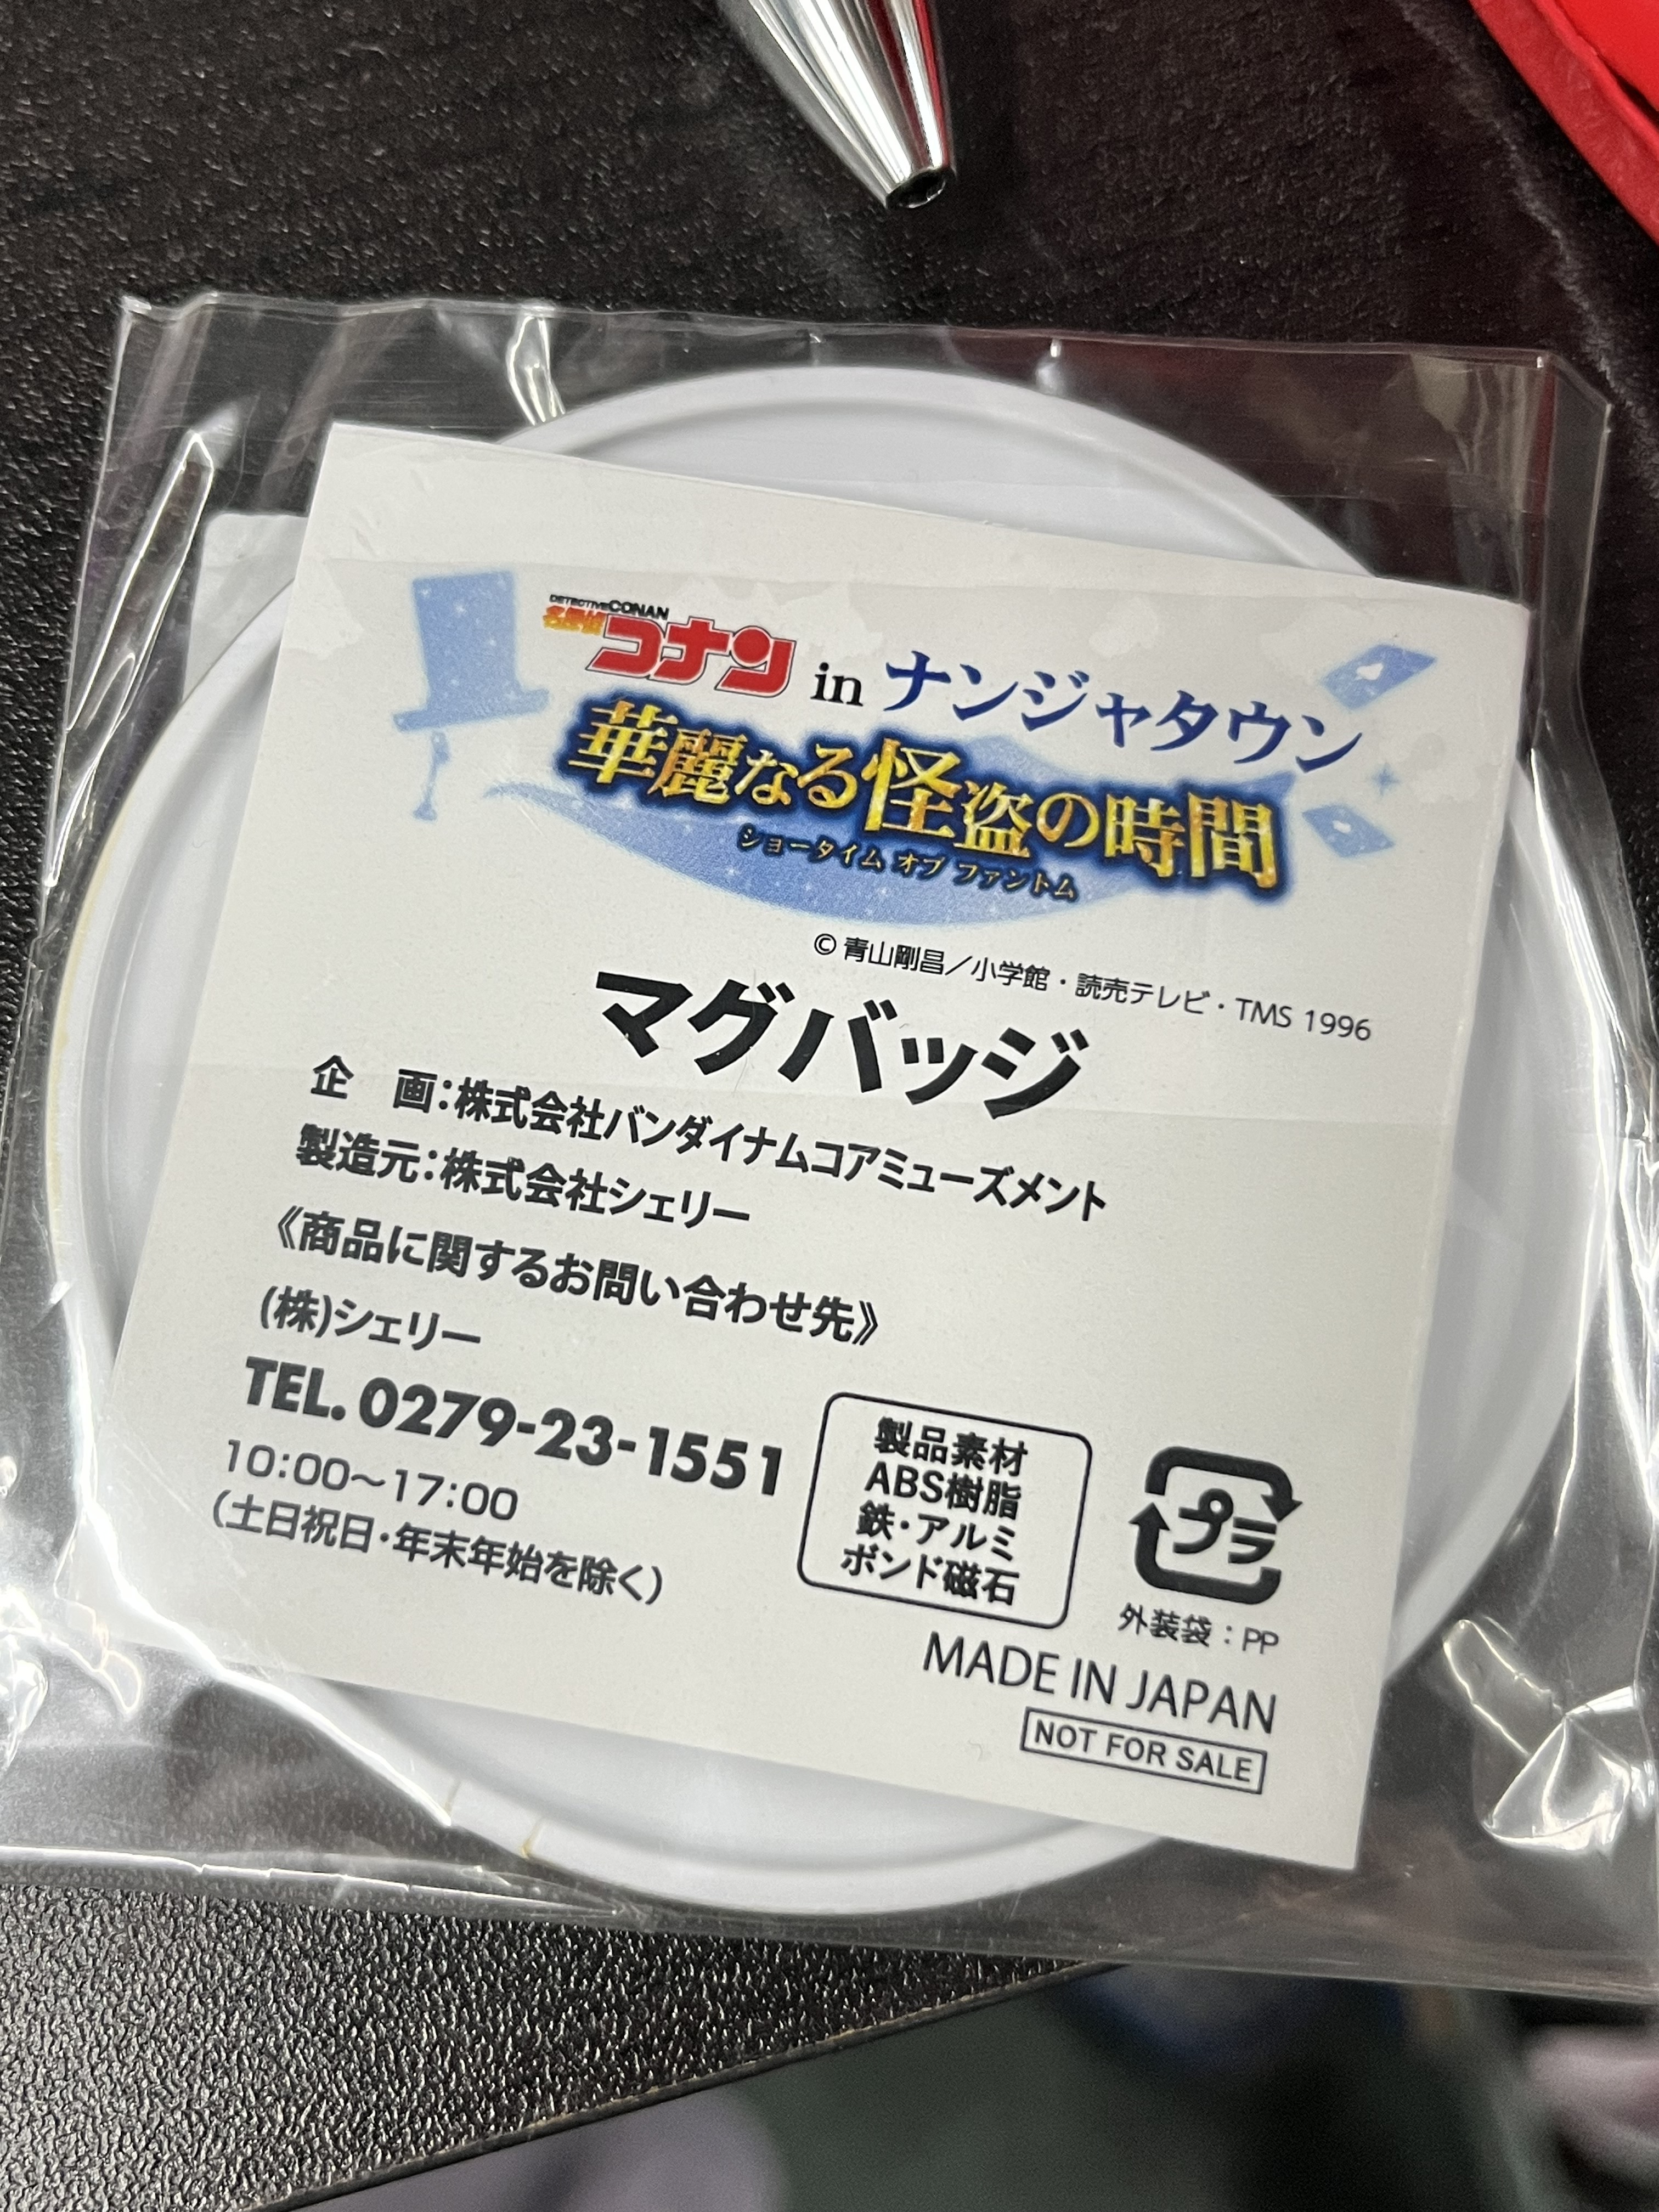 DETECTIVE CONAN
名探偵コナン in ナンジャタウン
華麗なる怪盗の時間
ショータイム オブ ファントム
© 青山剛昌／小学館・読売テレビ・TMS 1996
マグバッジ
企　画：株式会社バンダイナムコアミューズメント
製造元：株式会社シェリー
《商品に関するお問い合わせ先》
(株)シェリー
TEL. 0279-23-1551
10:00～17:00
(土日祝日・年末年始を除く)
製品素材
ABS樹脂
鉄・アルミ
ボンド磁石
プラ
外装袋：PP
MADE IN JAPAN
NOT FOR SALE